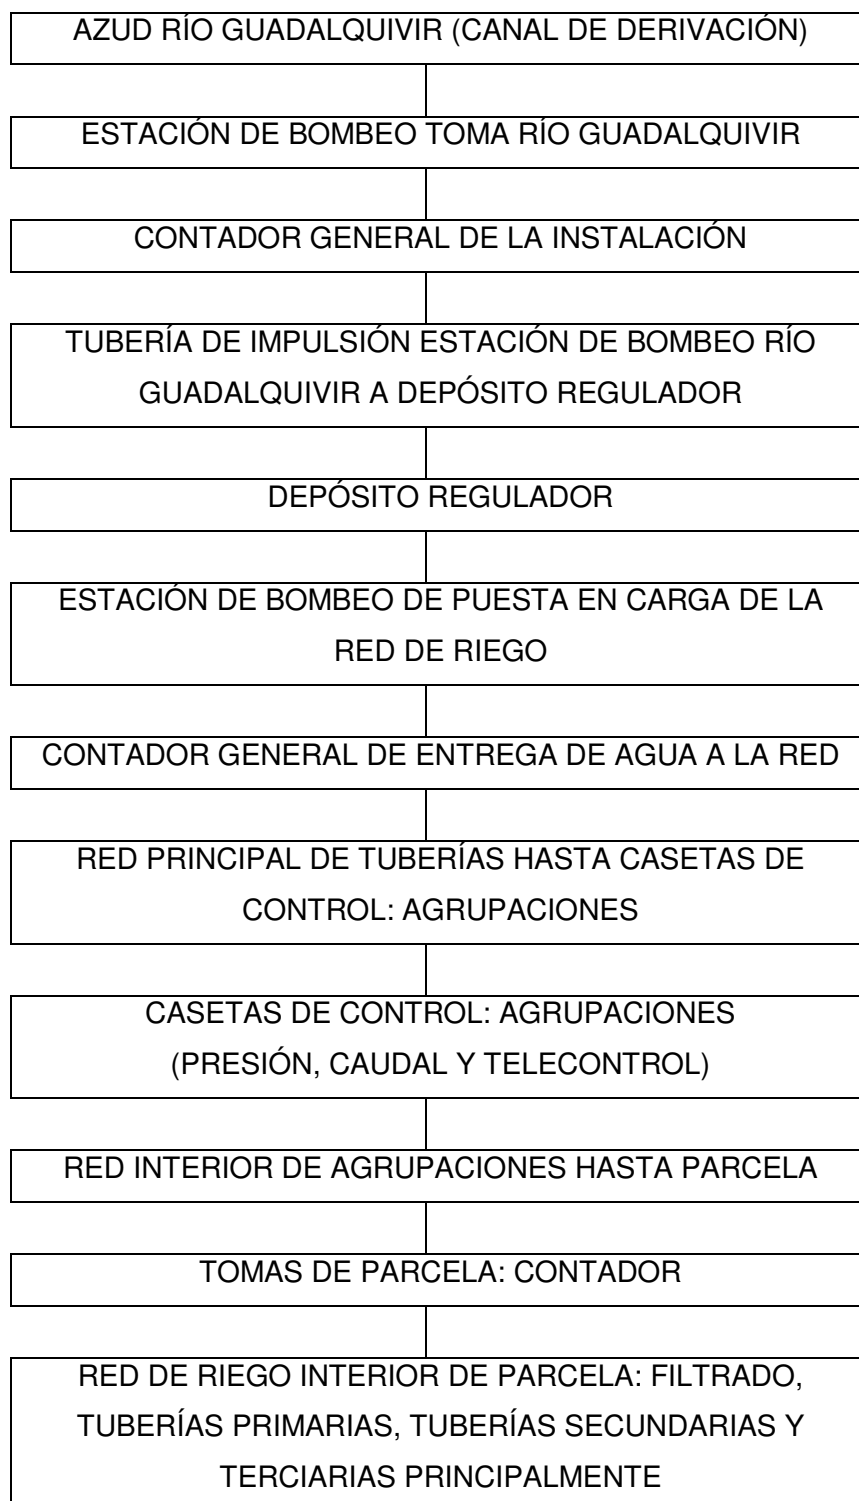 AZUD RÍO GUADALQUIVIR (CANAL DE DERIVACIÓN)
ESTACIÓN DE BOMBEO TOMA RÍO GUADALQUIVIR
CONTADOR GENERAL DE LA INSTALACIÓN
TUBERÍA DE IMPULSIÓN ESTACIÓN DE BOMBEO RÍO
GUADALQUIVIR A DEPÓSITO REGULADOR
DEPÓSITO REGULADOR
ESTACIÓN DE BOMBEO DE PUESTA EN CARGA DE LA
RED DE RIEGO
CONTADOR GENERAL DE ENTREGA DE AGUA A LA RED
RED PRINCIPAL DE TUBERÍAS HASTA CASETAS DE
CONTROL: AGRUPACIONES
CASETAS DE CONTROL: AGRUPACIONES
(PRESIÓN, CAUDAL Y TELECONTROL)
RED INTERIOR DE AGRUPACIONES HASTA PARCELA
TOMAS DE PARCELA: CONTADOR
RED DE RIEGO INTERIOR DE PARCELA: FILTRADO,
TUBERÍAS PRIMARIAS, TUBERÍAS SECUNDARIAS Y
TERCIARIAS PRINCIPALMENTE